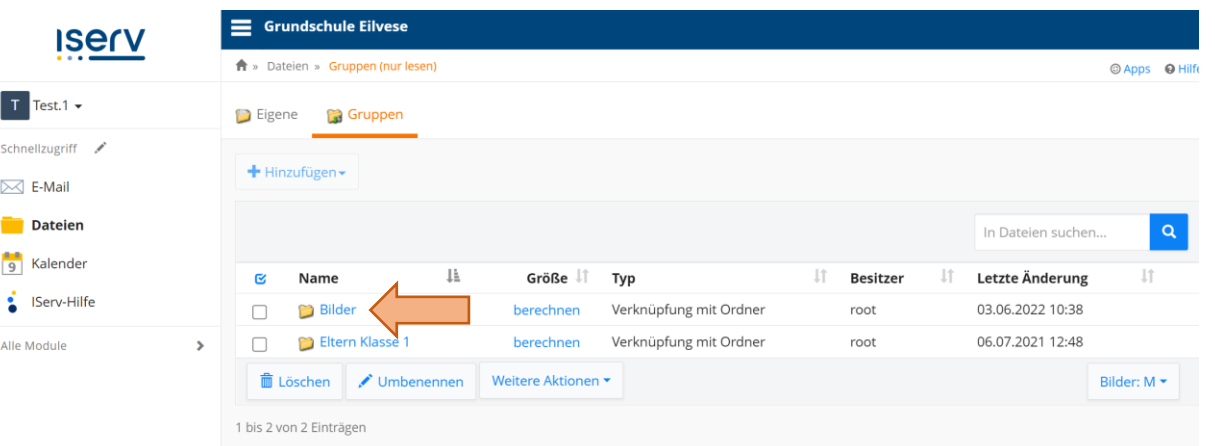 IServ
Grundschule Eilvese
» Dateien » Gruppen (nur lesen)
Apps Hilfe
T Test.1
Eigene Gruppen
Schnellzugriff
Hinzufügen
E-Mail
Dateien
In Dateien suchen...
9 Kalender
IServ-Hilfe
Alle Module
Name Größe Typ Besitzer Letzte Änderung
Bilder berechnen Verknüpfung mit Ordner root 03.06.2022 10:38
Eltern Klasse 1 berechnen Verknüpfung mit Ordner root 06.07.2021 12:48
Löschen Umbenennen Weitere Aktionen Bilder: M
1 bis 2 von 2 Einträgen